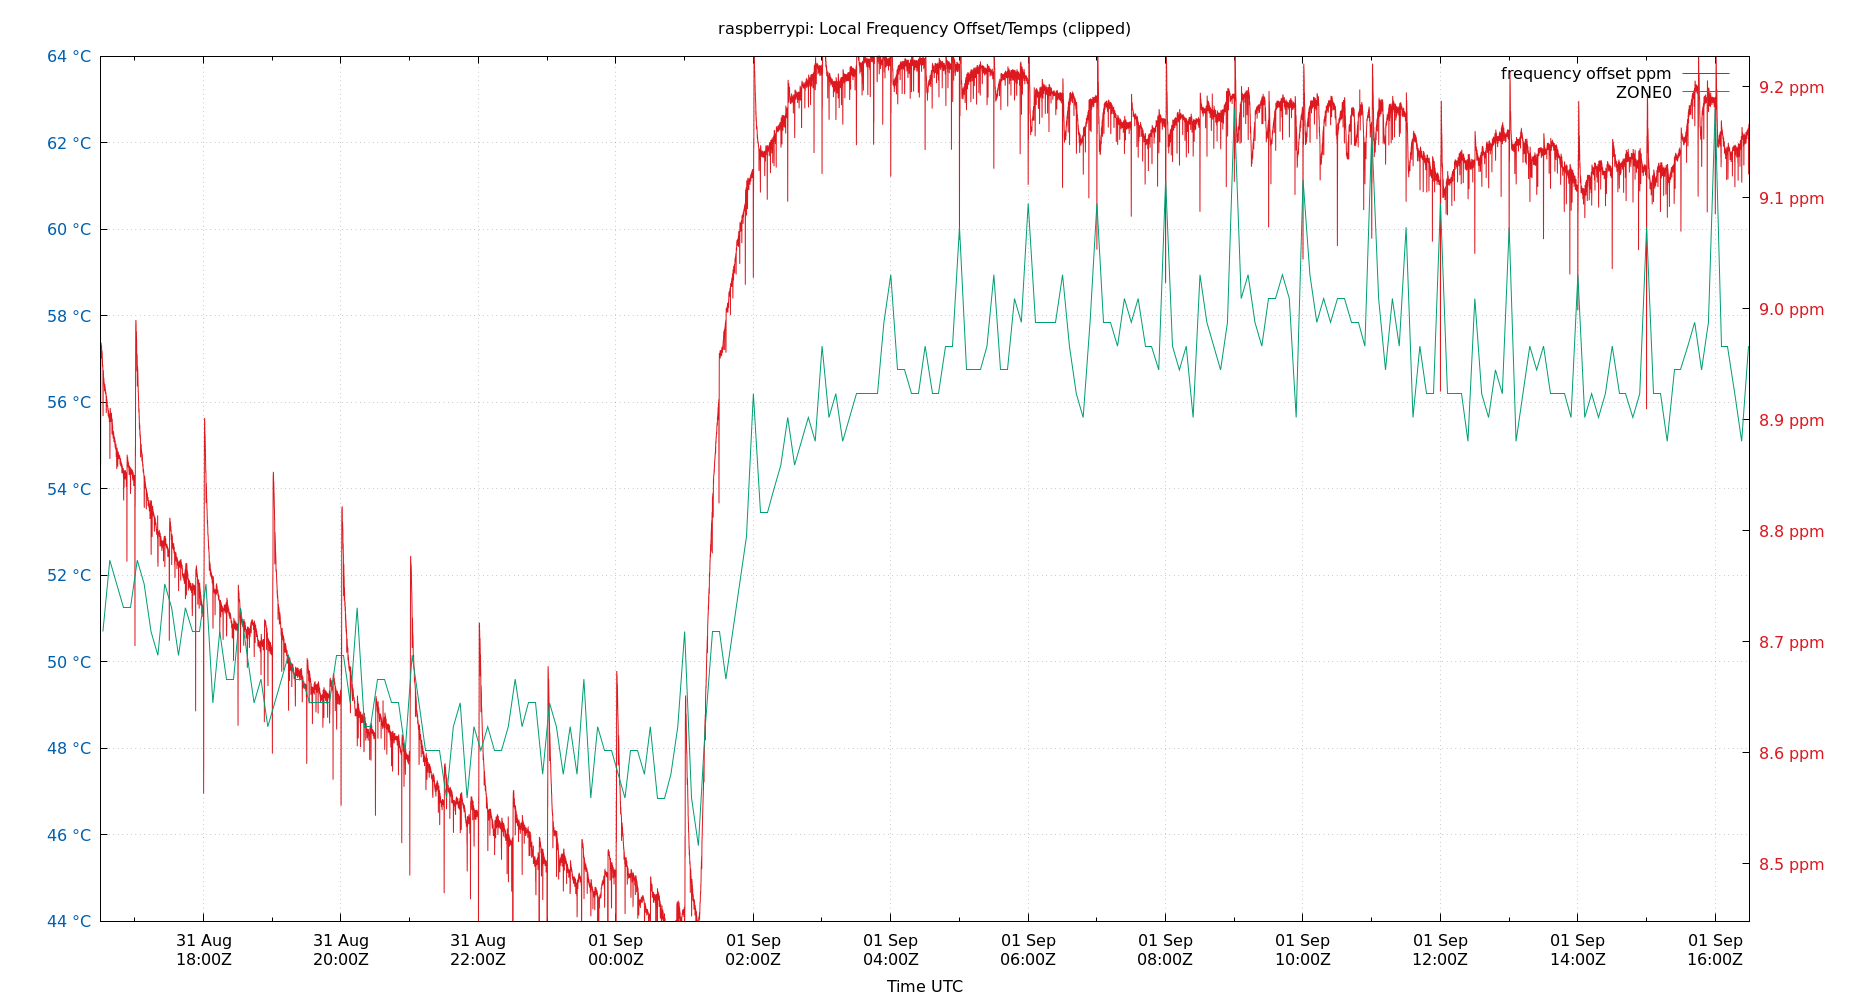 raspberrypi: Local Frequency Offset/Temps (clipped)
frequency offset ppm
ZONE0
64 °C
62 °C
60 °C
58 °C
56 °C
54 °C
52 °C
50 °C
48 °C
46 °C
44 °C
9.2 ppm
9.1 ppm
9.0 ppm
8.9 ppm
8.8 ppm
8.7 ppm
8.6 ppm
8.5 ppm
31 Aug
18:00Z
31 Aug
20:00Z
31 Aug
22:00Z
01 Sep
00:00Z
01 Sep
02:00Z
01 Sep
04:00Z
01 Sep
06:00Z
01 Sep
08:00Z
01 Sep
10:00Z
01 Sep
12:00Z
01 Sep
14:00Z
01 Sep
16:00Z
Time UTC